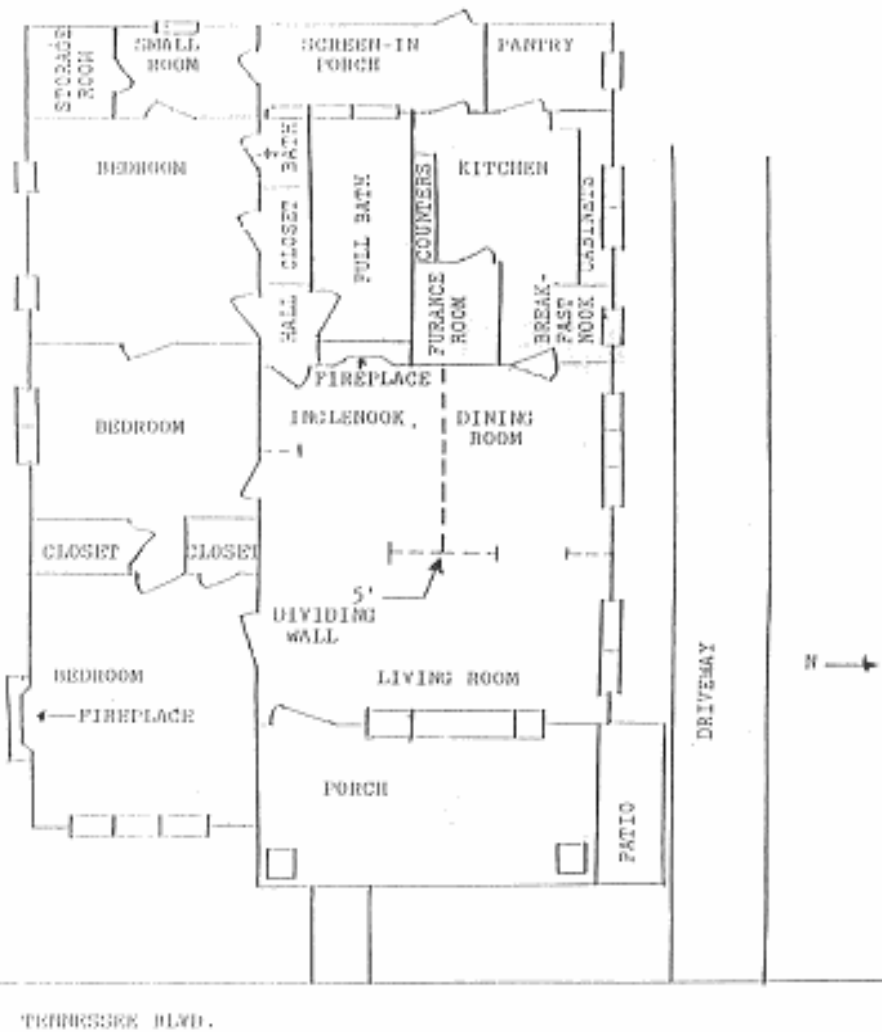 STORAGE
ROOM
SMALL
ROOM
SCREEN-IN
PORCH
PANTRY
BEDROOM
BATH
CLOSET
HALL
FULL BATH
COUNTERS
KITCHEN
CABINETS
FURANCE
ROOM
BREAK-
FAST
NOOK
FIREPLACE
BEDROOM
INGLENOOK
DINING
ROOM
CLOSET
CLOSET
5'
DIVIDING
WALL
BEDROOM
FIREPLACE
LIVING ROOM
N
DRIVEWAY
PORCH
PATIO
TENNESSEE BLVD.